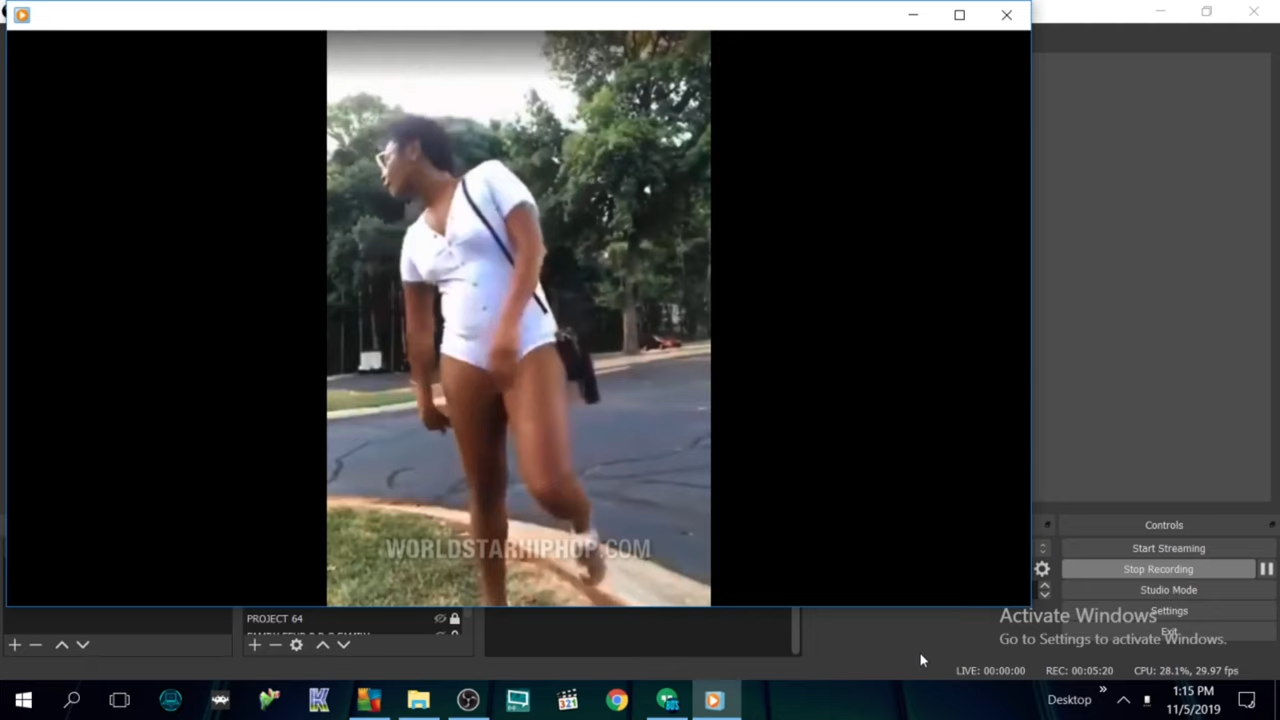 WORLDSTARHIPHOP.COM
PROJECT 64
Controls
Start Streaming
Stop Recording
Studio Mode
Settings
Exit
Activate Windows
Go to Settings to activate Windows.
LIVE: 00:00:00
REC: 00:05:20
CPU: 28.1%, 29.97 fps
321
Desktop
1:15 PM
11/5/2019